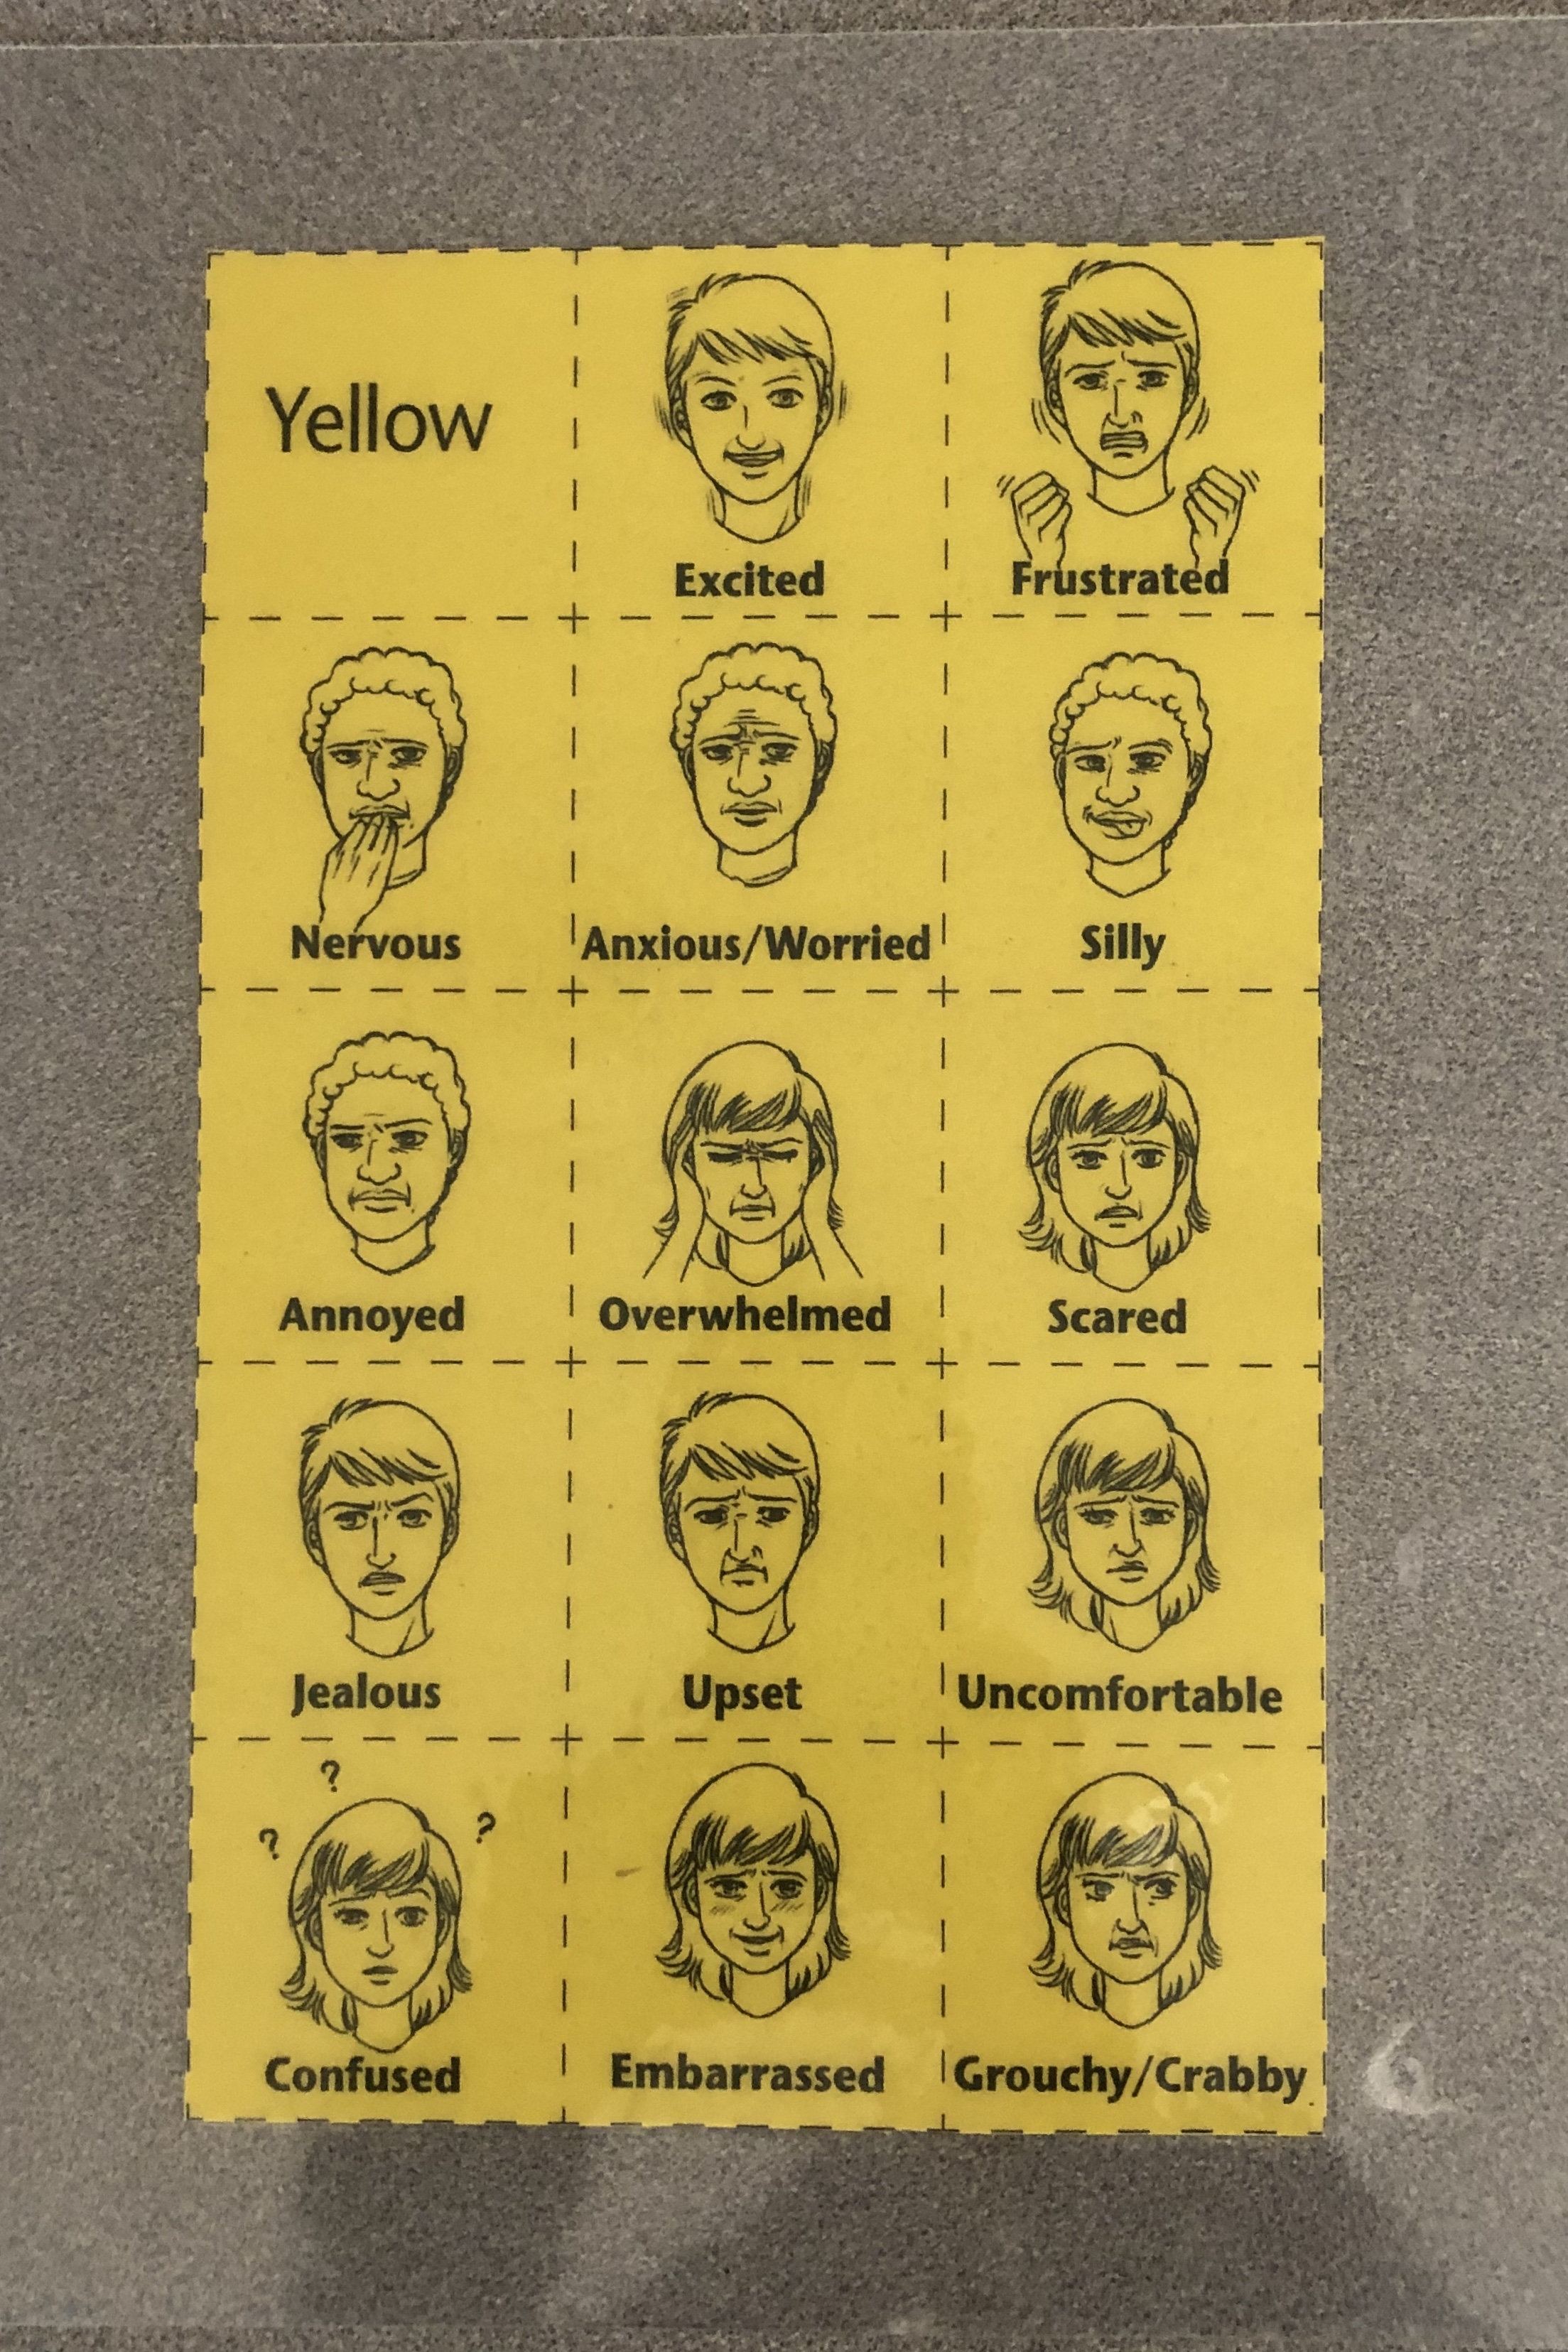 Yellow
Excited
Frustrated
Nervous
Anxious/Worried
Silly
Annoyed
Overwhelmed
Scared
Jealous
Upset
Uncomfortable
? ? ?
Confused
Embarrassed
Grouchy/Crabby